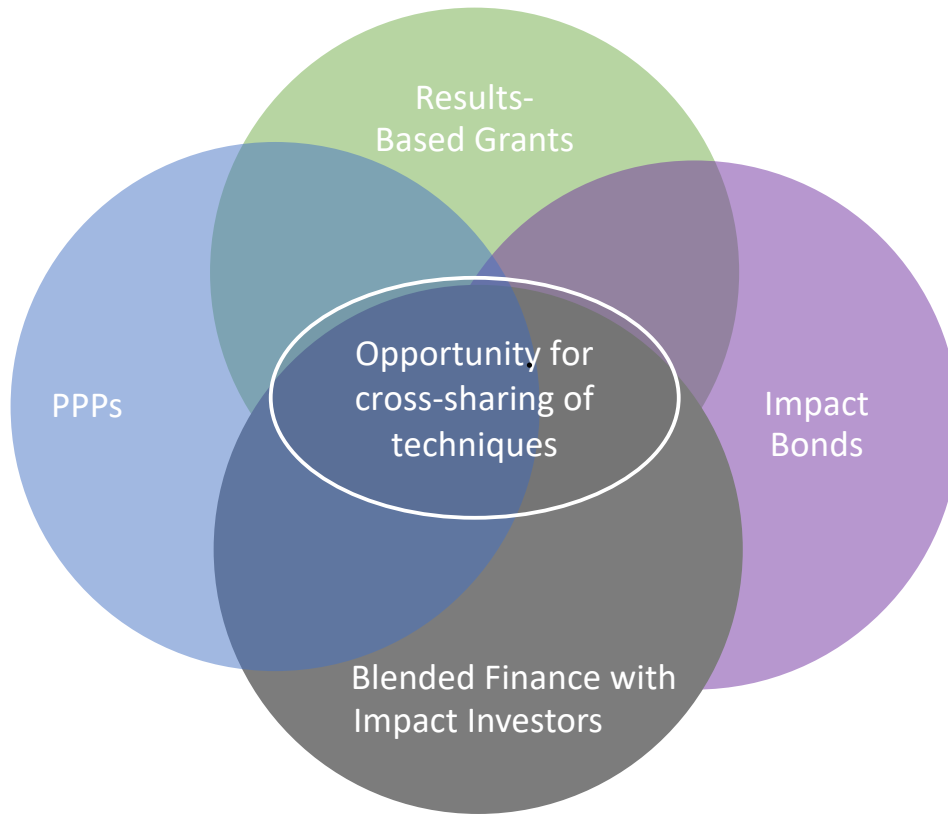 Results-
Based Grants
Opportunity for
cross-sharing of
techniques
PPPs
Impact
Bonds
Blended Finance with
Impact Investors